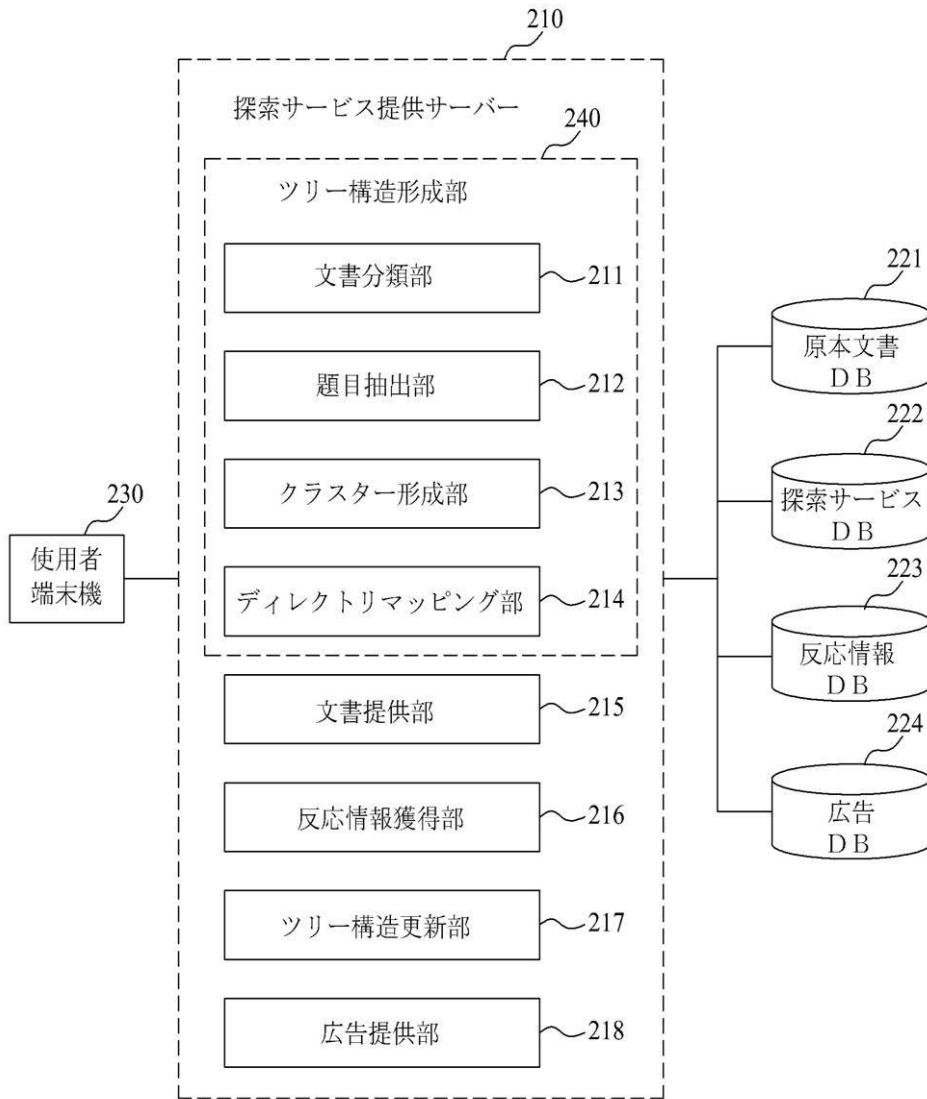 210
探索サービス提供サーバー
240
ツリー構造形成部
文書分類部
211
題目抽出部
212
クラスター形成部
213
ディレクトリマッピング部
214
文書提供部
215
反応情報獲得部
216
ツリー構造更新部
217
広告提供部
218
230
使用者
端末機
221
原本文書
ＤＢ
222
探索サービス
ＤＢ
223
反応情報
ＤＢ
224
広告
ＤＢ